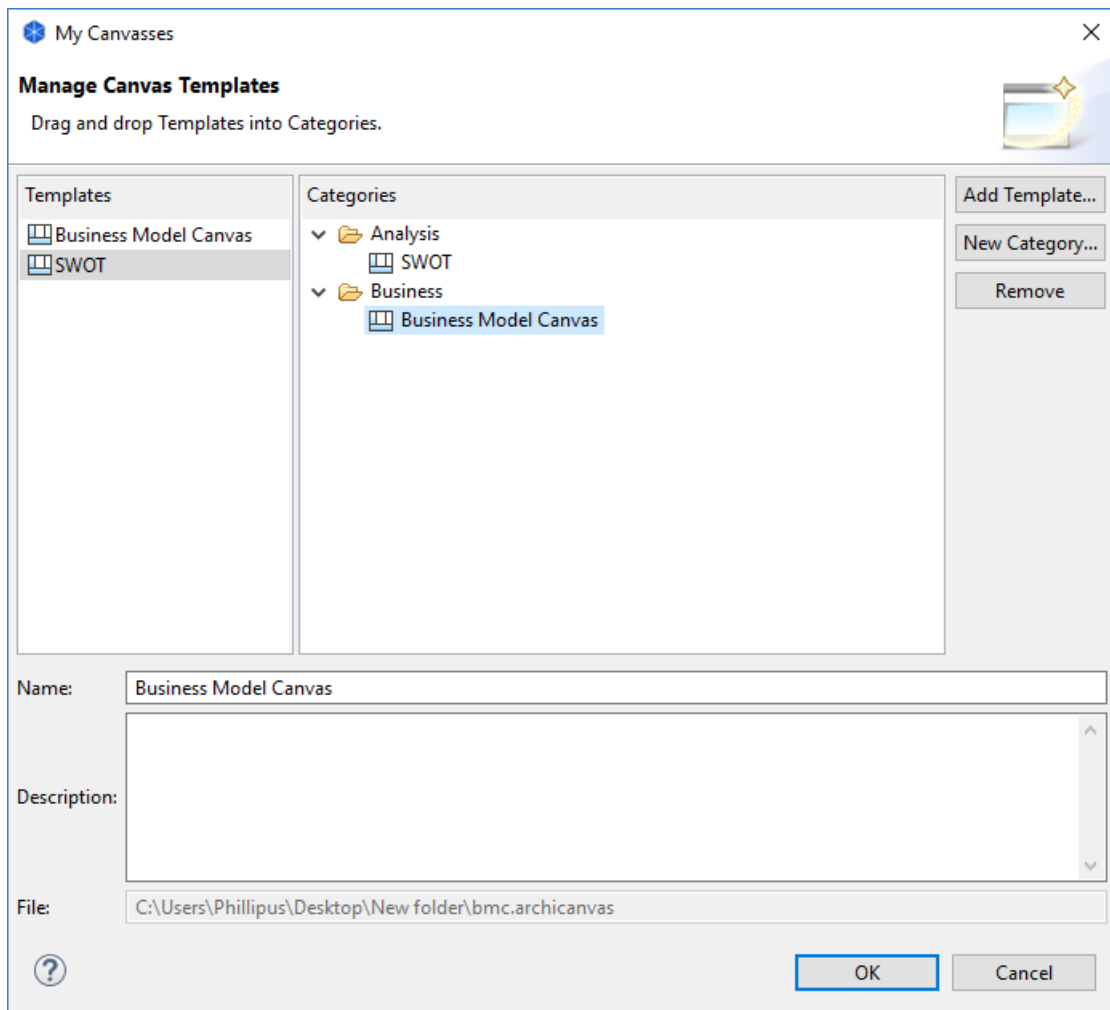 My Canvasses
Manage Canvas Templates
Drag and drop Templates into Categories.
Templates
Business Model Canvas
SWOT
Categories
Analysis
SWOT
Business
Business Model Canvas
Add Template...
New Category...
Remove
Name: Business Model Canvas
Description:
File: C:\Users\Phillipus\Desktop\New folder\bmc.archicanvas
?
OK
Cancel